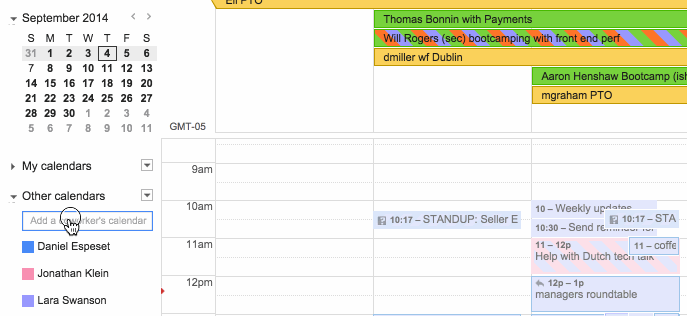 Ell PTO
September 2014 < >
S M T W T F S
31 1 2 3 4 5 6
7 8 9 10 11 12 13
14 15 16 17 18 19 20
21 22 23 24 25 26 27
28 29 30 1 2 3 4
5 6 7 8 9 10 11
Thomas Bonnin with Payments
Will Rogers (sec) bootcamping with front end perf
dmiller wf Dublin
Aaron Henshaw Bootcamp (ish
mgraham PTO
GMT-05
My calendars
Other calendars
Add a coworker's calendar
Daniel Espeset
Jonathan Klein
Lara Swanson
9am
10am
11am
12pm
10:17 – STANDUP: Seller E
10 – Weekly updates
10:17 – STA
10:30 – Send reminder for
11 – 12p
Help with Dutch tech talk
11 – coffe
12p – 1p
managers roundtable